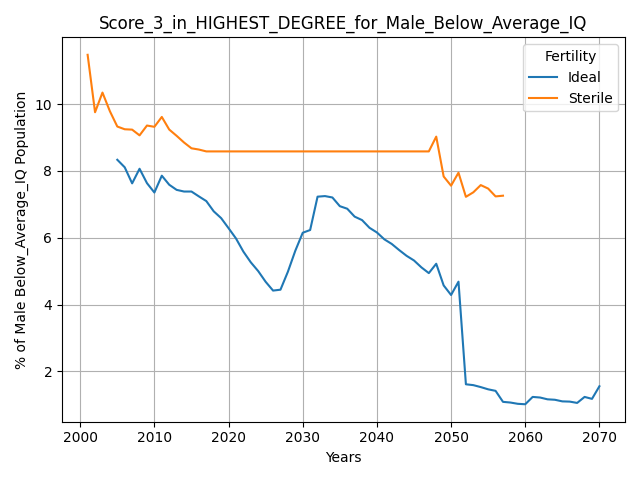 Score_3_in_HIGHEST_DEGREE_for_Male_Below_Average_IQ
% of Male Below_Average_IQ Population
10
8
6
4
2
Fertility
Ideal
Sterile
2000 2010 2020 2030 2040 2050 2060 2070
Years